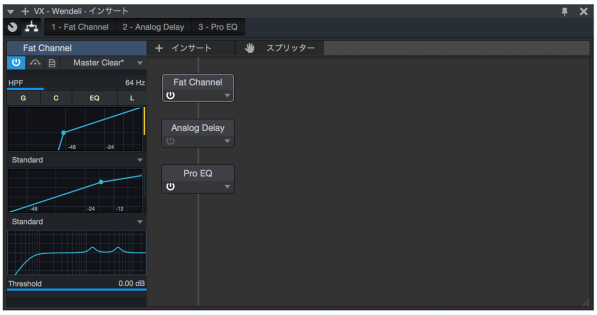 VX - Wendeli - インサート
1 - Fat Channel 2 - Analog Delay 3 - Pro EQ
Fat Channel
インサート スプリッター
Master Clear*
HPF 64 Hz
G C EQ L
-48 -24
Standard
-48 -24 -12
Standard
Threshold 0.00 dB
Fat Channel
Analog Delay
Pro EQ